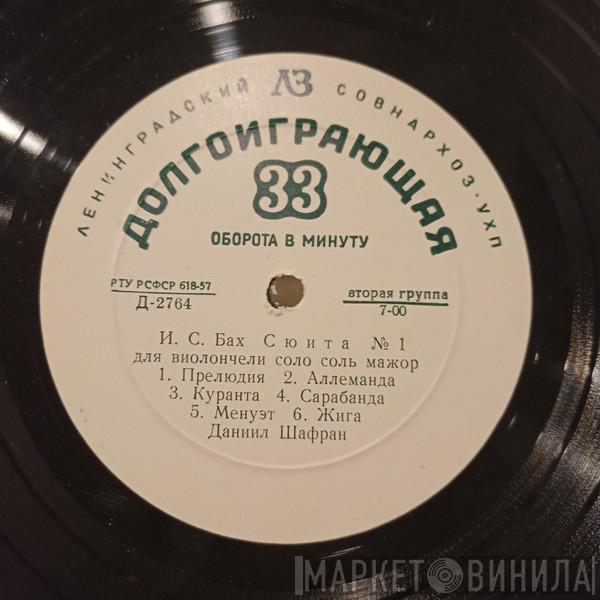 ЛЕНИНГРАДСКИЙ ЛЗ СОВНАРХОЗ·УХП
ДОЛГОИГРАЮЩАЯ
33
ОБОРОТА В МИНУТУ
РТУ РСФСР 618-57
Д-2764
вторая группа
7-00
И. С. Бах Сюита № 1
для виолончели соло соль мажор
1. Прелюдия 2. Аллеманда
3. Куранта 4. Сарабанда
5. Менуэт 6. Жига
Даниил Шафран
МАРКЕТ ВИНИЛА